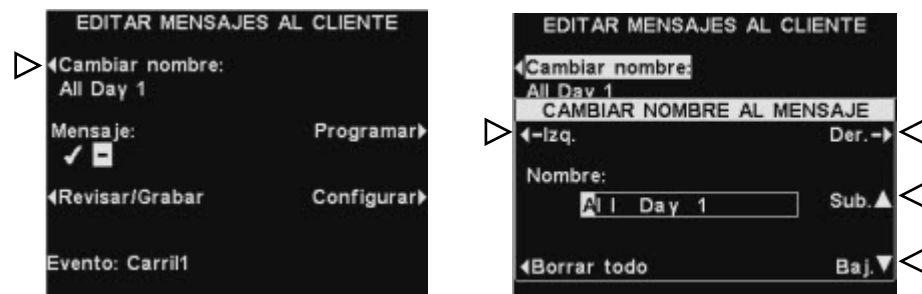 EDITAR MENSAJES AL CLIENTE
Cambiar nombre:
All Day 1
Mensaje:
Programar
Revisar/Grabar
Configurar
Evento: Carril1
EDITAR MENSAJES AL CLIENTE
Cambiar nombre:
All Day 1
CAMBIAR NOMBRE AL MENSAJE
-Izq.
Der.-
Nombre:
All Day 1
Sub.
Borrar todo
Baj.